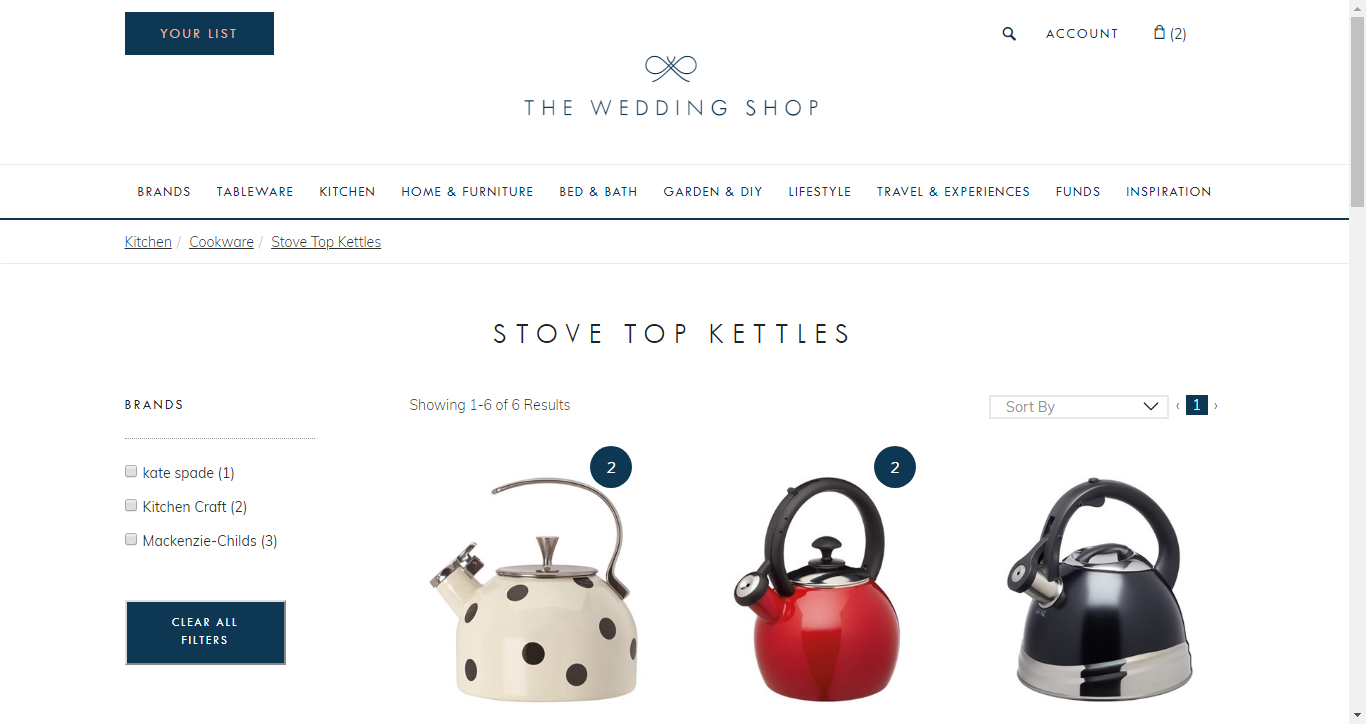 YOUR LIST
ACCOUNT
(2)
THE WEDDING SHOP
BRANDS TABLEWARE KITCHEN HOME & FURNITURE BED & BATH GARDEN & DIY LIFESTYLE TRAVEL & EXPERIENCES FUNDS INSPIRATION
Kitchen / Cookware / Stove Top Kettles
STOVE TOP KETTLES
BRANDS
Showing 1-6 of 6 Results
Sort By
‹ 1 ›
kate spade (1)
Kitchen Craft (2)
Mackenzie-Childs (3)
CLEAR ALL
FILTERS
2
2